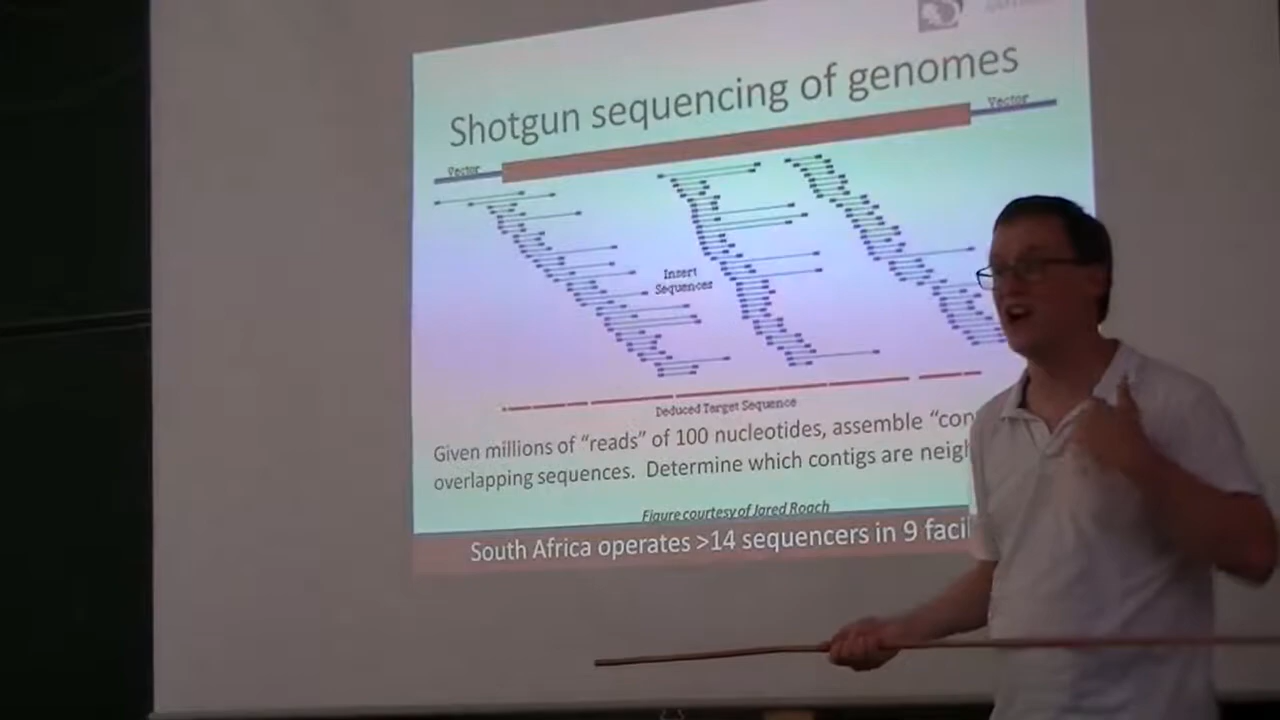 Shotgun sequencing of genomes
Vector
Vector
Insert
Sequences
Deduced Target Sequence
Given millions of “reads” of 100 nucleotides, assemble “con
overlapping sequences. Determine which contigs are neigh
Figure courtesy of Jared Roach
South Africa operates >14 sequencers in 9 facil